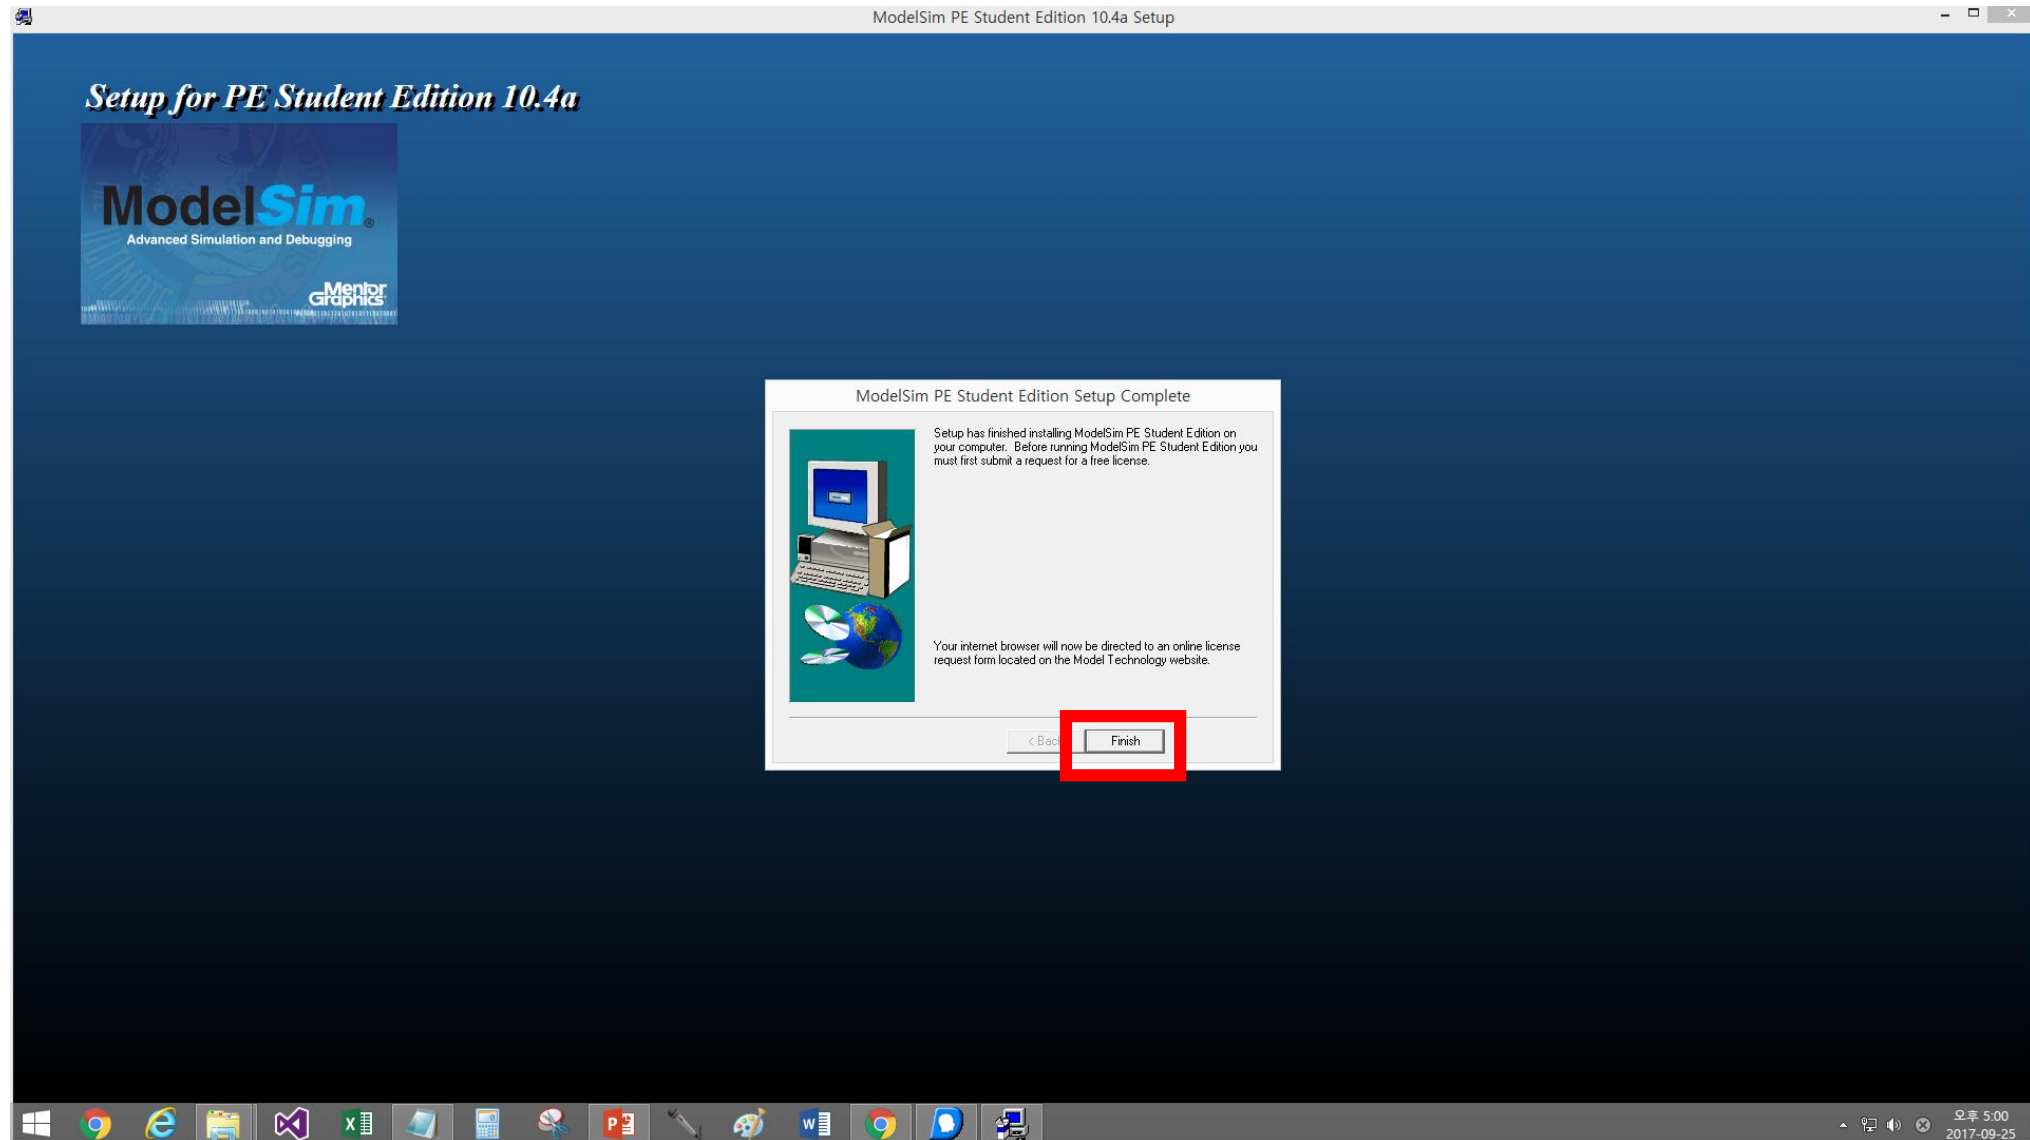 ModelSim PE Student Edition 10.4a Setup
Setup for PE Student Edition 10.4a
ModelSim®
Advanced Simulation and Debugging
Mentor
Graphics
ModelSim PE Student Edition Setup Complete
Setup has finished installing ModelSim PE Student Edition on
your computer. Before running ModelSim PE Student Edition you
must first submit a request for a free license.
Your internet browser will now be directed to an online license
request form located on the Model Technology website.
< Bac
Finish
오후 5:00
2017-09-25